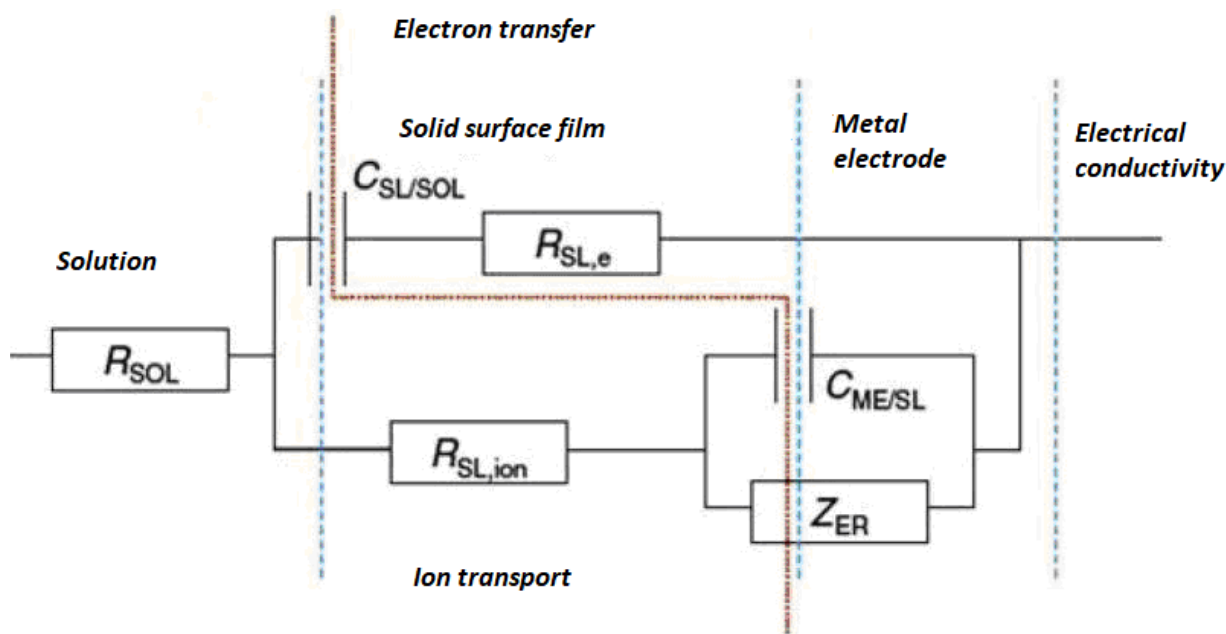 Electron transfer
Solid surface film
Metal
electrode
Electrical
conductivity
C_SL/SOL
R_SL,e
Solution
R_SOL
C_ME/SL
R_SL,ion
Z_ER
Ion transport